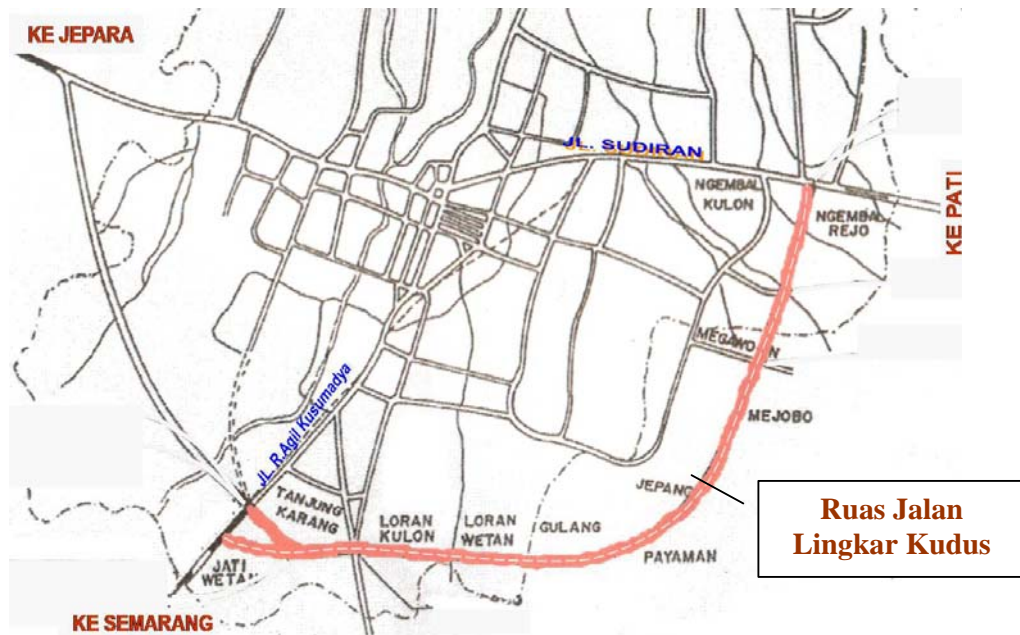 KE JEPARA
JL. SUDIRAN
NGEMBAL
KULON
NGEMBAL
REJO
KE PATI
MEGAWON
MEJOBO
JL. R.Agil Kusumadya
JEPANG
TANJUNG
KARANG
LORAN
KULON
LORAN
WETAN
GULANG
PAYAMAN
JATI
WETAN
Ruas Jalan
Lingkar Kudus
KE SEMARANG